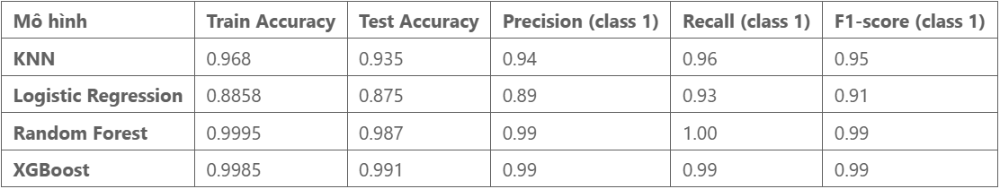 Mô hình Train Accuracy Test Accuracy Precision (class 1) Recall (class 1) F1-score (class 1)
KNN 0.968 0.935 0.94 0.96 0.95
Logistic Regression 0.8858 0.875 0.89 0.93 0.91
Random Forest 0.9995 0.987 0.99 1.00 0.99
XGBoost 0.9985 0.991 0.99 0.99 0.99